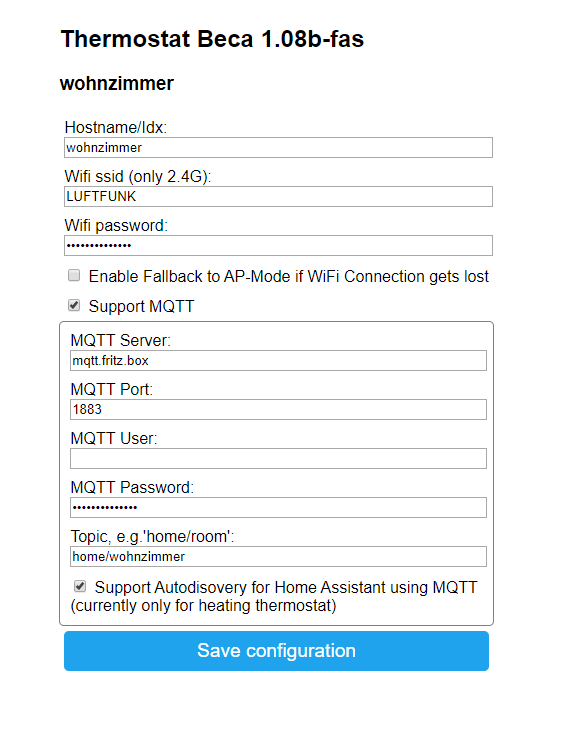 Thermostat Beca 1.08b-fas
wohnzimmer
Hostname/Idx:
wohnzimmer
Wifi ssid (only 2.4G):
LUFTFUNK
Wifi password:
••••••••••••••
Enable Fallback to AP-Mode if WiFi Connection gets lost
Support MQTT
MQTT Server:
mqtt.fritz.box
MQTT Port:
1883
MQTT User:
MQTT Password:
••••••••••••••
Topic, e.g.'home/room':
home/wohnzimmer
Support Autodisovery for Home Assistant using MQTT
(currently only for heating thermostat)
Save configuration